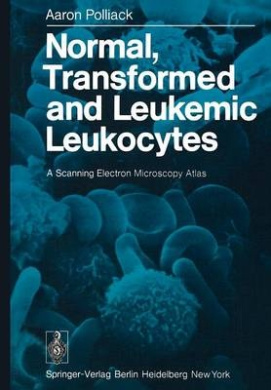 Aaron Polliack
Normal,
Transformed
and Leukemic
Leukocytes
A Scanning Electron Microscopy Atlas
Springer-Verlag Berlin Heidelberg New York